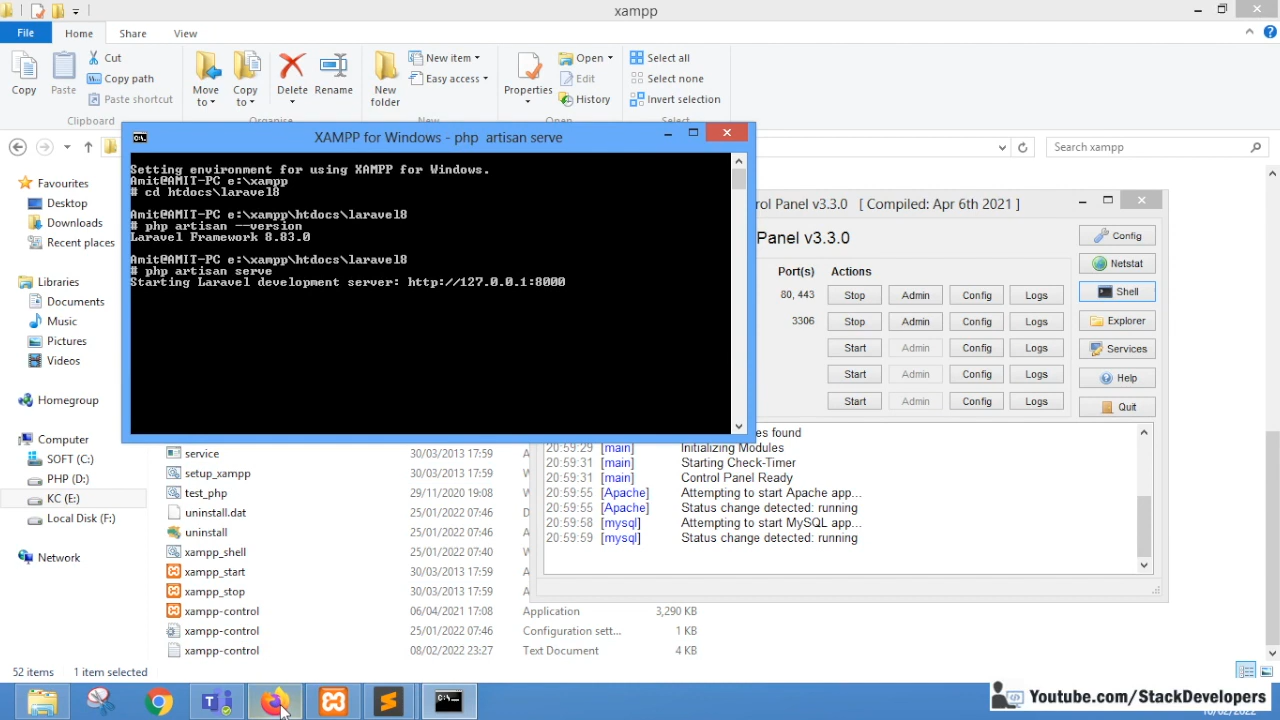 xampp
File Home Share View
Copy
Paste
Cut
Copy path
Paste shortcut
Clipboard
Move to
Copy to
Delete
Rename
Organise
New folder
New item
Easy access
Properties
Open
Edit
History
Open
Select all
Select none
Invert selection
Select
Search xampp
Favourites
Desktop
Downloads
Recent places
Libraries
Documents
Music
Pictures
Videos
Homegroup
Computer
SOFT (C:)
PHP (D:)
KC (E:)
Local Disk (F:)
Network
XAMPP for Windows - php  artisan serve
Setting environment for using XAMPP for Windows.
Amit@AMIT-PC e:\xampp
# cd htdocs\laravel8
Amit@AMIT-PC e:\xampp\htdocs\laravel8
# php artisan --version
Laravel Framework 8.83.0
Amit@AMIT-PC e:\xampp\htdocs\laravel8
# php artisan serve
Starting Laravel development server: http://127.0.0.1:8000
trol Panel v3.3.0 [ Compiled: Apr 6th 2021 ]
Panel v3.3.0
Port(s) Actions
80, 443 Stop Admin Config Logs
3306 Stop Admin Config Logs
Start Admin Config Logs
Start Admin Config Logs
Start Admin Config Logs
Config
Netstat
Shell
Explorer
Services
Help
Quit
es found
20:59:29 [main] Initializing Modules
20:59:31 [main] Starting Check-Timer
20:59:31 [main] Control Panel Ready
20:59:55 [Apache] Attempting to start Apache app...
20:59:55 [Apache] Status change detected: running
20:59:58 [mysql] Attempting to start MySQL app...
20:59:59 [mysql] Status change detected: running
service 30/03/2013 17:59 A
setup_xampp 30/03/2013 17:59 W
test_php 29/11/2020 19:08 W
uninstall.dat 25/01/2022 07:46 D
uninstall 25/01/2022 07:46 A
xampp_shell 25/01/2022 07:40 W
xampp_start 30/03/2013 17:59 A
xampp_stop 30/03/2013 17:59 A
xampp-control 06/04/2021 17:08 Application 3,290 KB
xampp-control 25/01/2022 07:46 Configuration sett... 1 KB
xampp-control 08/02/2022 23:27 Text Document 4 KB
52 items 1 item selected
Youtube.com/StackDevelopers